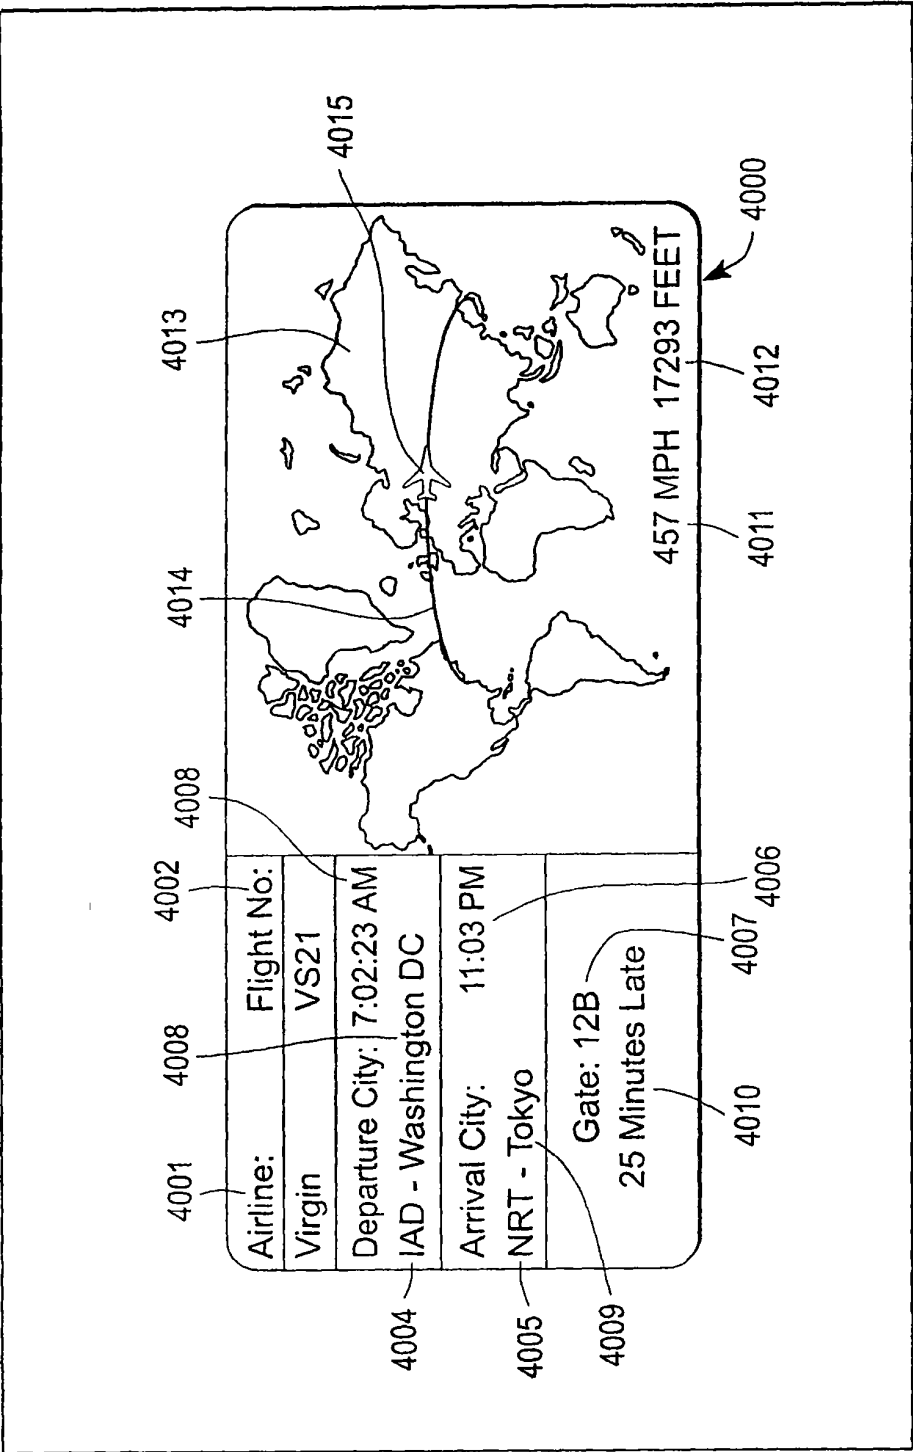 4015
4013
4014
4008
4002
4008
4001
Airline: Flight No:
Virgin VS21
Departure City: 7:02:23 AM
IAD - Washington DC
Arrival City: 11:03 PM
NRT - Tokyo
Gate: 12B
25 Minutes Late
457 MPH 17293 FEET
4000
4004
4005
4009
4010
4007
4006
4011
4012